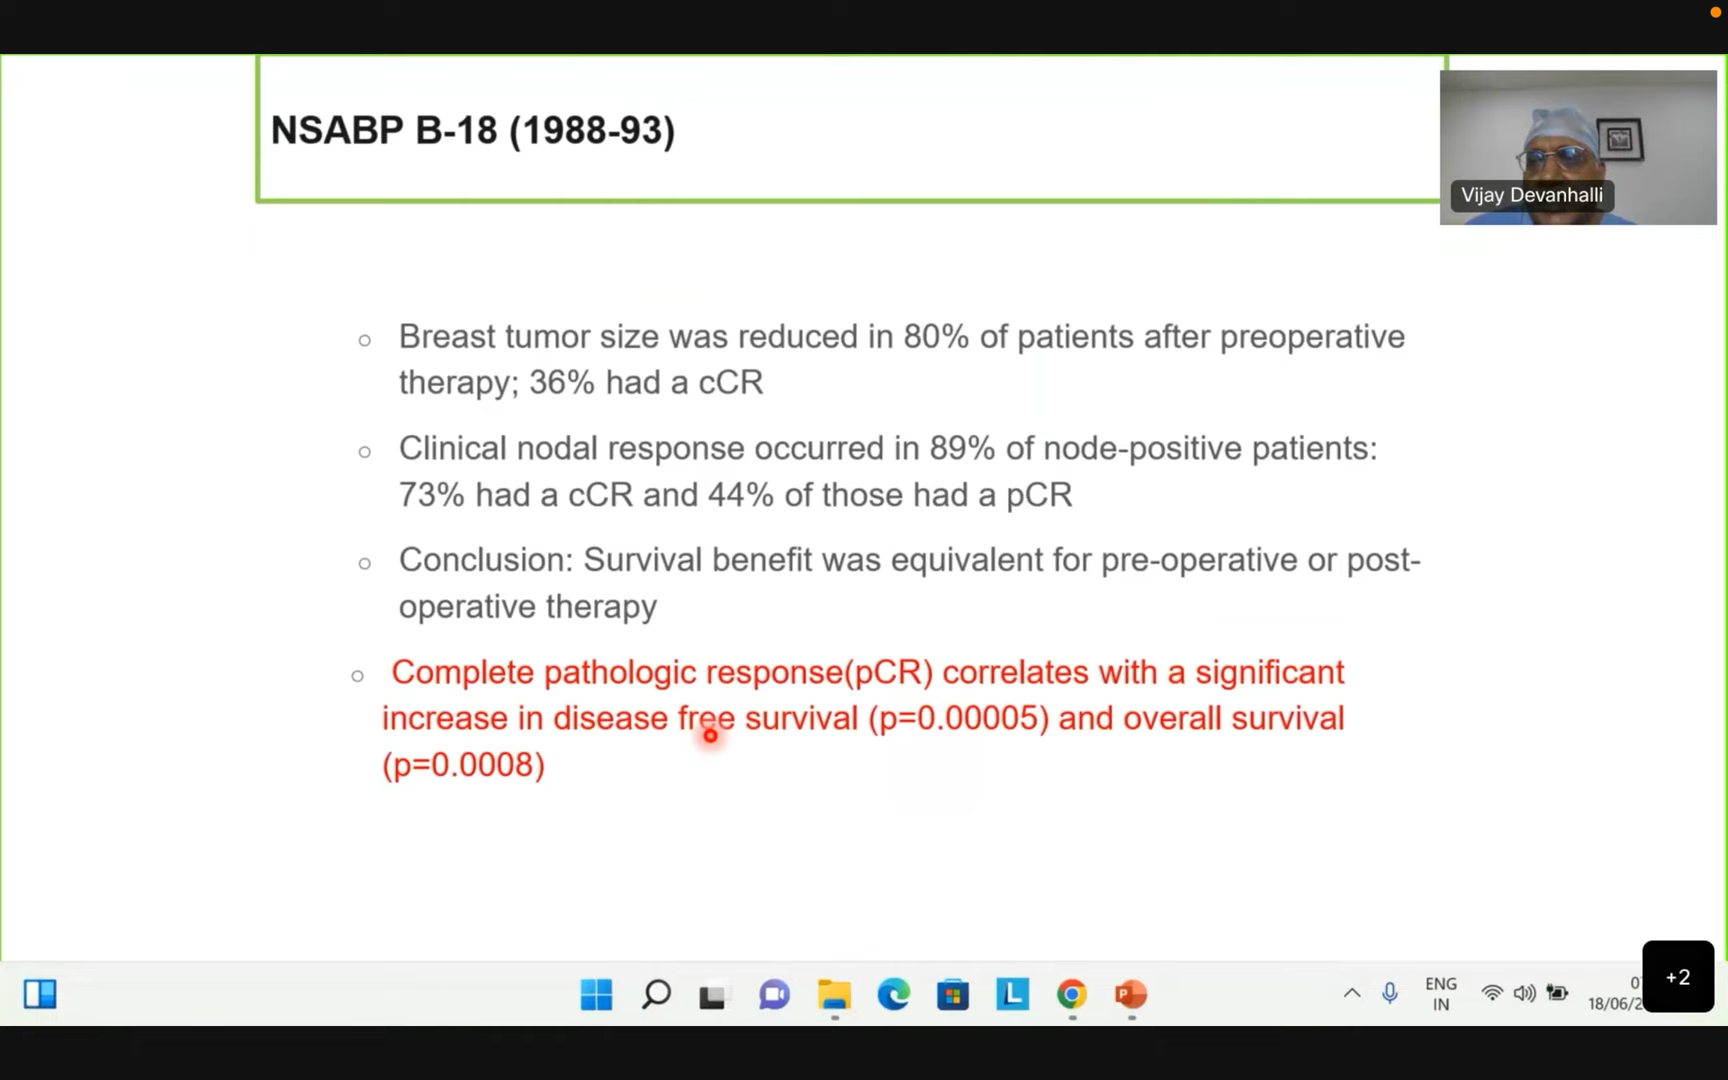 NSABP B-18 (1988-93)
Vijay Devanhalli
○ Breast tumor size was reduced in 80% of patients after preoperative
therapy; 36% had a cCR
○ Clinical nodal response occurred in 89% of node-positive patients:
73% had a cCR and 44% of those had a pCR
○ Conclusion: Survival benefit was equivalent for pre-operative or post-
operative therapy
○ Complete pathologic response(pCR) correlates with a significant
increase in disease free survival (p=0.00005) and overall survival
(p=0.0008)
L
P
ENG
IN
18/06/2
+2